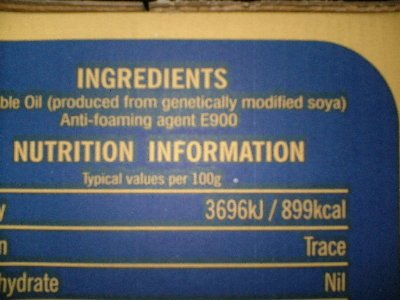 INGREDIENTS
ble Oil (produced from genetically modified soya)
Anti-foaming agent E900
NUTRITION INFORMATION
Typical values per 100g
y 3696kJ / 899kcal
n Trace
hydrate Nil